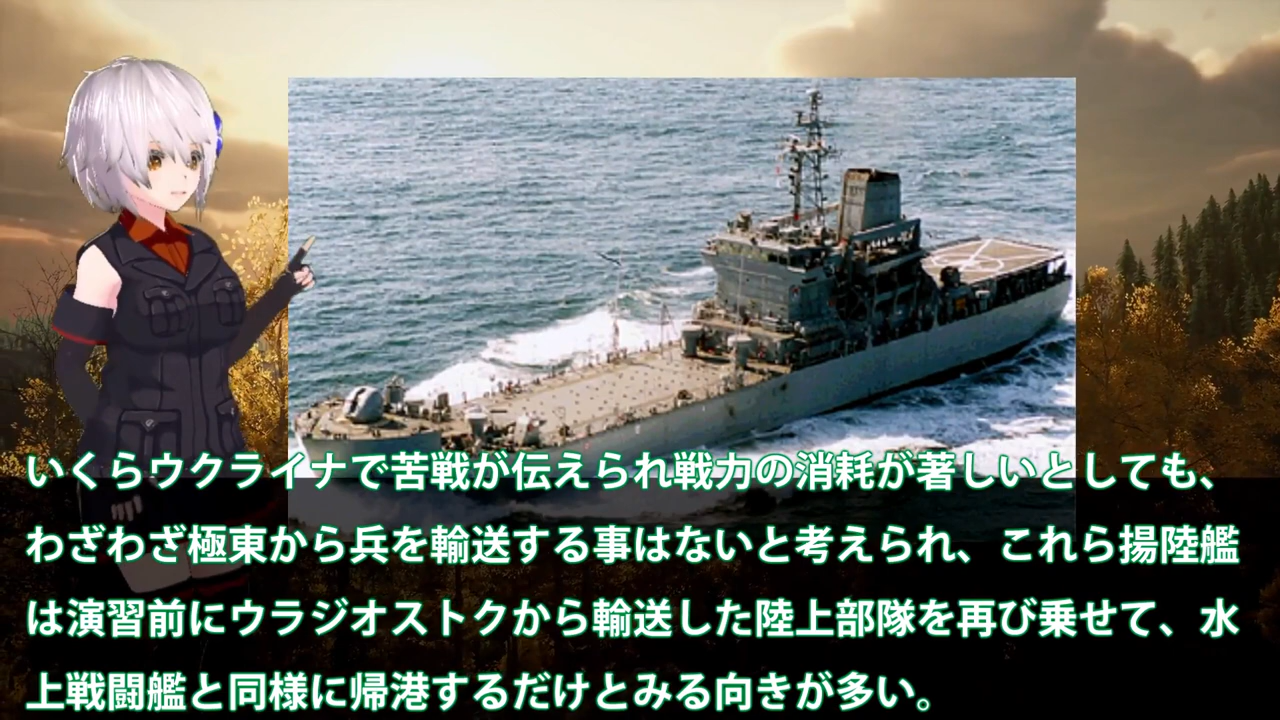 いくらウクライナで苦戦が伝えられ戦力の消耗が著しいとしても、
わざわざ極東から兵を輸送する事はないと考えられ、これら揚陸艦
は演習前にウラジオストクから輸送した陸上部隊を再び乗せて、水
上戦闘艦と同様に帰港するだけとみる向きが多い。